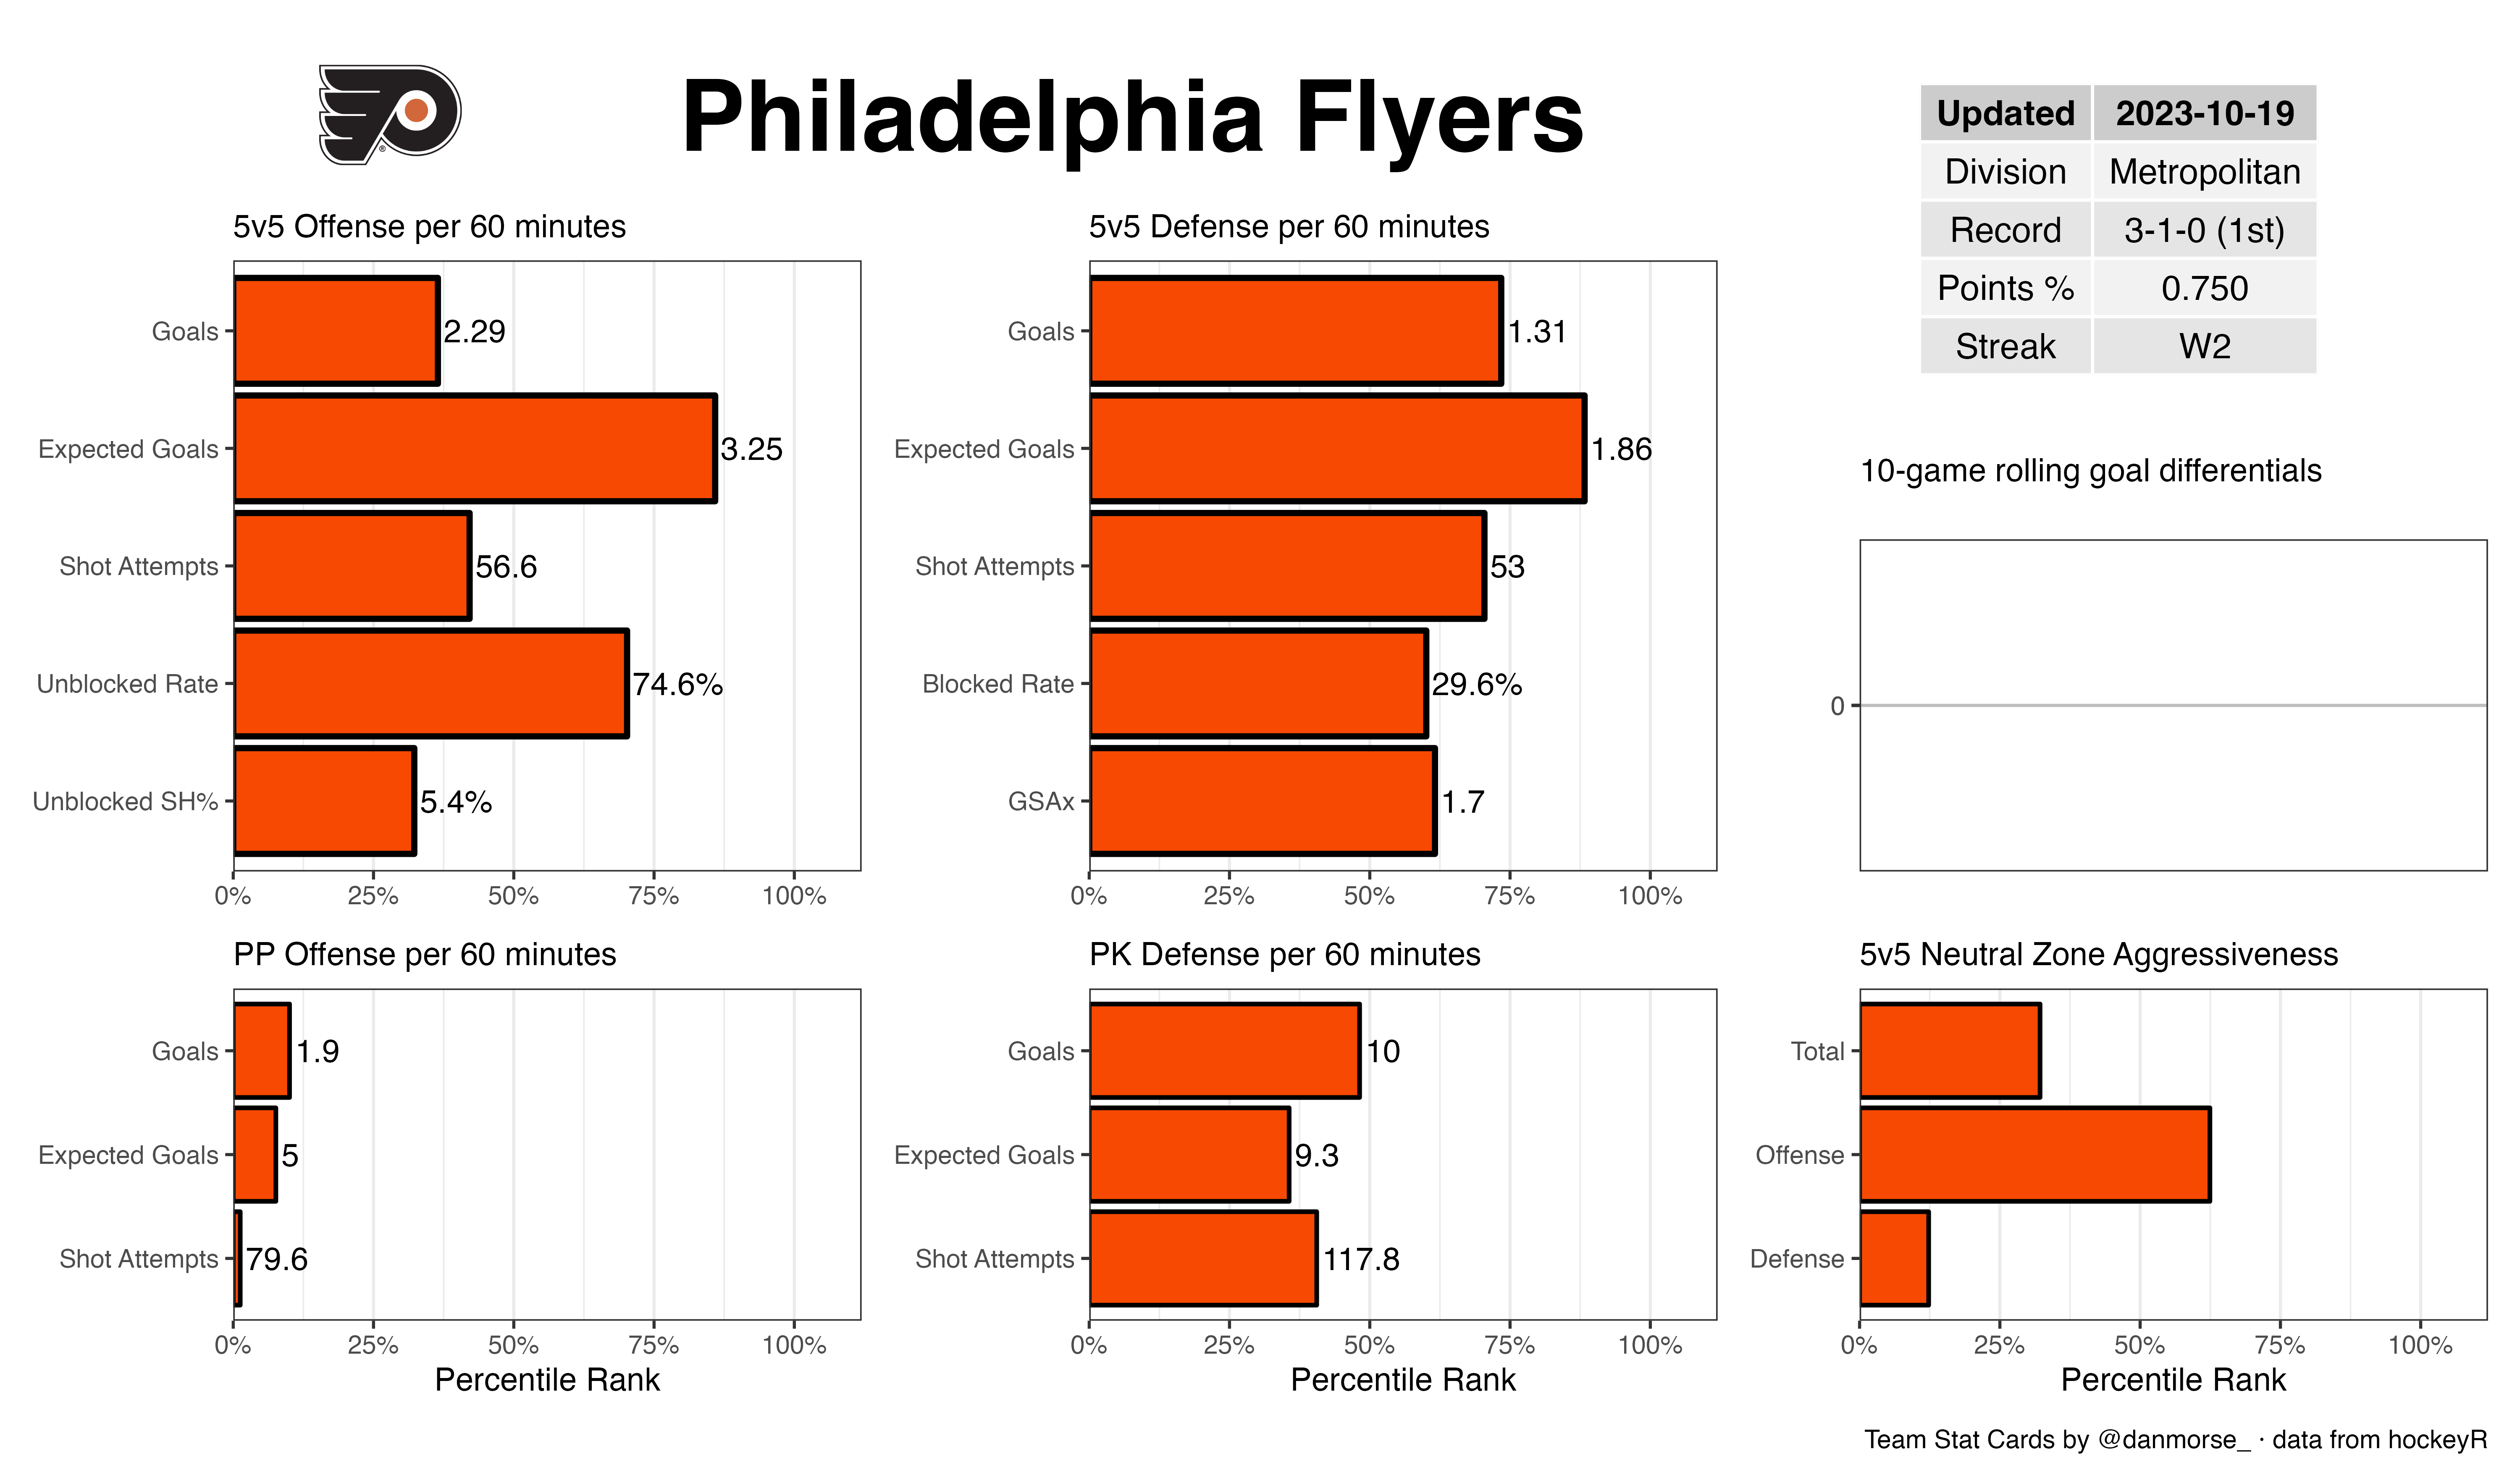 Philadelphia Flyers
Updated 2023-10-19
Division Metropolitan
Record 3-1-0 (1st)
Points % 0.750
Streak W2
5v5 Offense per 60 minutes
Goals 2.29
Expected Goals 3.25
Shot Attempts 56.6
Unblocked Rate 74.6%
Unblocked SH% 5.4%
0% 25% 50% 75% 100%
5v5 Defense per 60 minutes
Goals 1.31
Expected Goals 1.86
Shot Attempts 53
Blocked Rate 29.6%
GSAx 1.7
0% 25% 50% 75% 100%
10-game rolling goal differentials
0
PP Offense per 60 minutes
Goals 1.9
Expected Goals 5
Shot Attempts 79.6
0% 25% 50% 75% 100%
Percentile Rank
PK Defense per 60 minutes
Goals 10
Expected Goals 9.3
Shot Attempts 117.8
0% 25% 50% 75% 100%
Percentile Rank
5v5 Neutral Zone Aggressiveness
Total
Offense
Defense
0% 25% 50% 75% 100%
Percentile Rank
Team Stat Cards by @danmorse_ · data from hockeyR